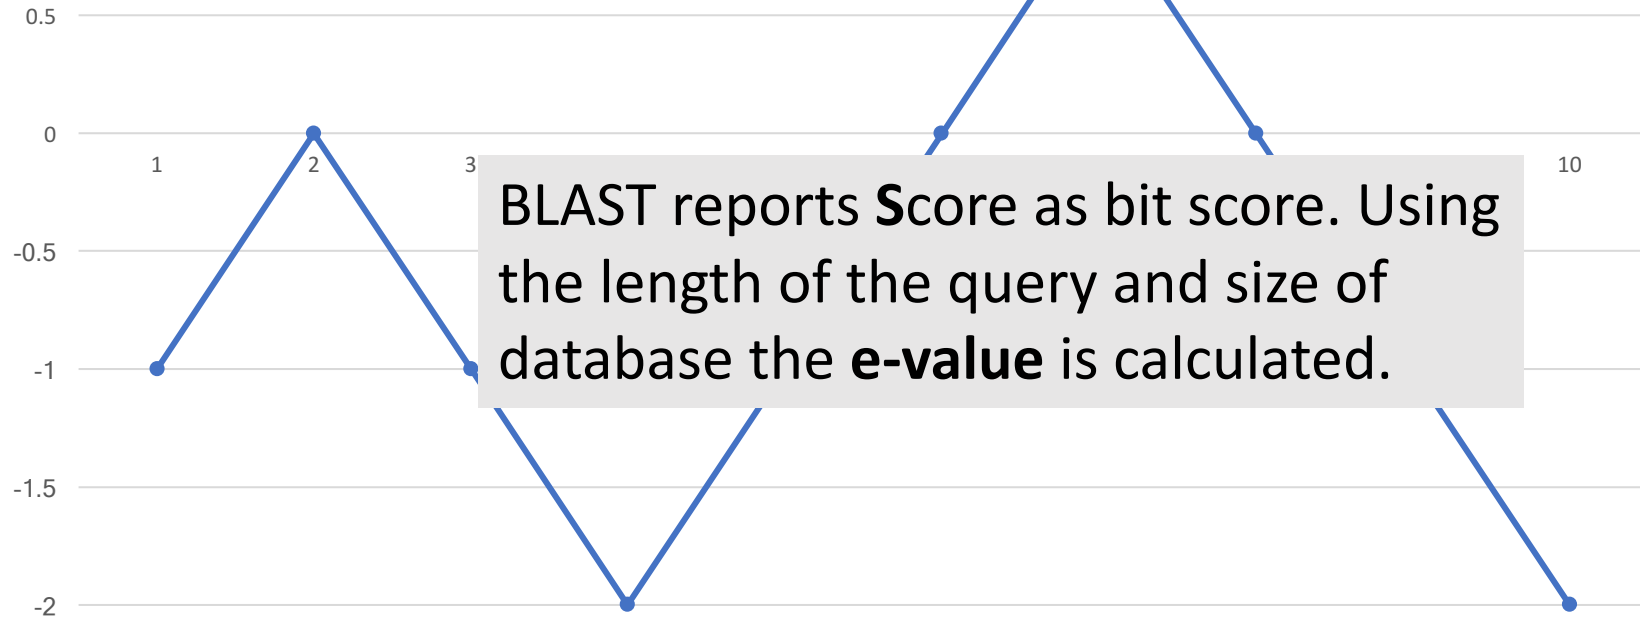 0.5
0
1 2 3 10
BLAST reports Score as bit score. Using
-0.5
the length of the query and size of
database the e-value is calculated.
-1
-1.5
-2